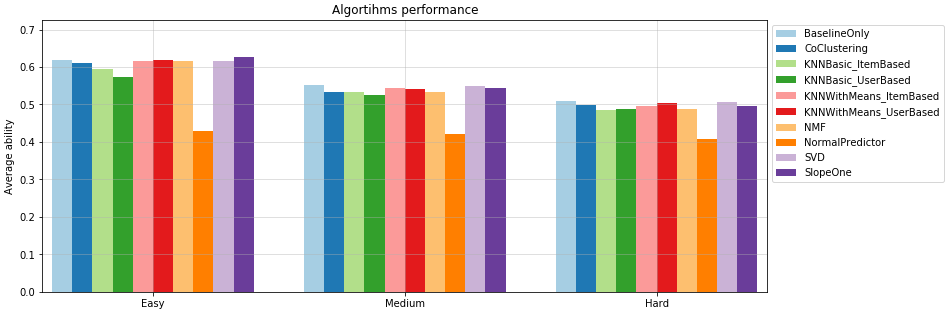 Algortihms performance
Average ability
0.7
0.6
0.5
0.4
0.3
0.2
0.1
0.0
Easy
Medium
Hard
BaselineOnly
CoClustering
KNNBasic_ItemBased
KNNBasic_UserBased
KNNWithMeans_ItemBased
KNNWithMeans_UserBased
NMF
NormalPredictor
SVD
SlopeOne